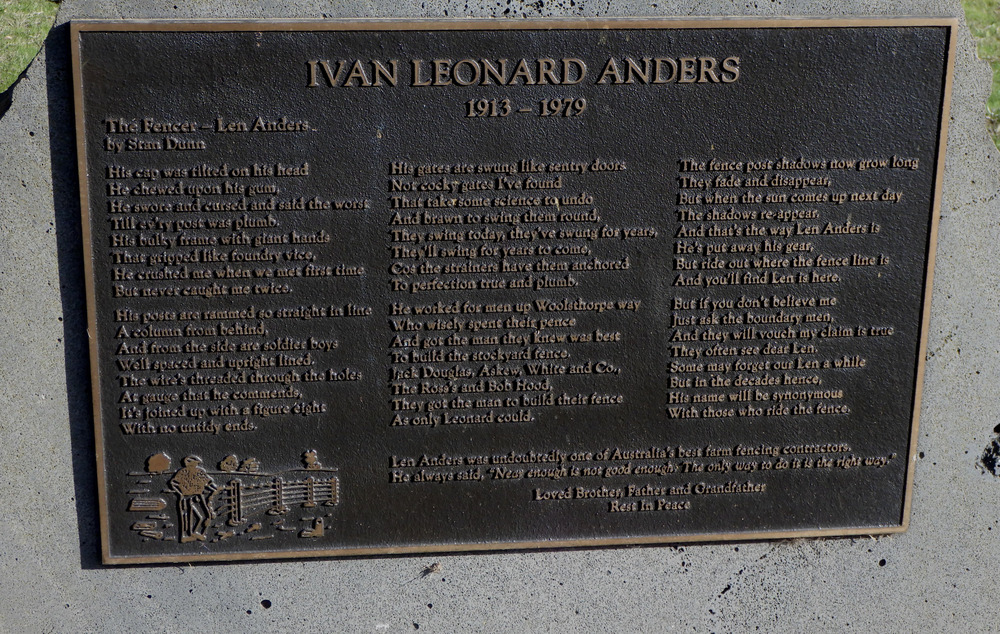 IVAN LEONARD ANDERS
1913 – 1979
The Fencer – Len Anders
by Stan Dunn
His cap was tilted on his head
He chewed upon his gum,
He swore and cursed and said the worst
Till ev'ry post was plumb.
His bulky frame with giant hands
That gripped like foundry vice,
He crushed me when we met first time
But never caught me twice.
His posts are rammed so straight in line
A column from behind,
And from the side are soldier boys
Well spaced and upright lined.
The wire's threaded through the holes
At gauge that he commends,
It's joined up with a figure eight
With no untidy ends.
His gates are swung like sentry doors
Not cocky gates I've found
That take some science to undo
And brawn to swing them round,
They swing today, they've swung for years,
They'll swing for years to come,
Cos the strainers have them anchored
To perfection true and plumb.
He worked for men up Woolsthorpe way
Who wisely spent their pence
And got the man they knew was best
To build the stockyard fence.
Jack Douglas, Askew, White and Co.,
The Ross's and Bob Hood,
They got the man to build their fence
As only Leonard could.
The fence post shadows now grow long
They fade and disappear,
But when the sun comes up next day
The shadows re-appear.
And that's the way Len Anders is
He's put away his gear,
But ride out where the fence line is
And you'll find Len is here.
But if you don't believe me
Just ask the boundary men,
And they will vouch my claim is true
They often see dear Len.
Some may forget our Len a while
But in the decades hence,
His name will be synonymous
With those who ride the fence.
Len Anders was undoubtedly one of Australia's best farm fencing contractors.
He always said, "Near enough is not good enough. The only way to do it is the right way."
Loved Brother, Father and Grandfather
Rest In Peace